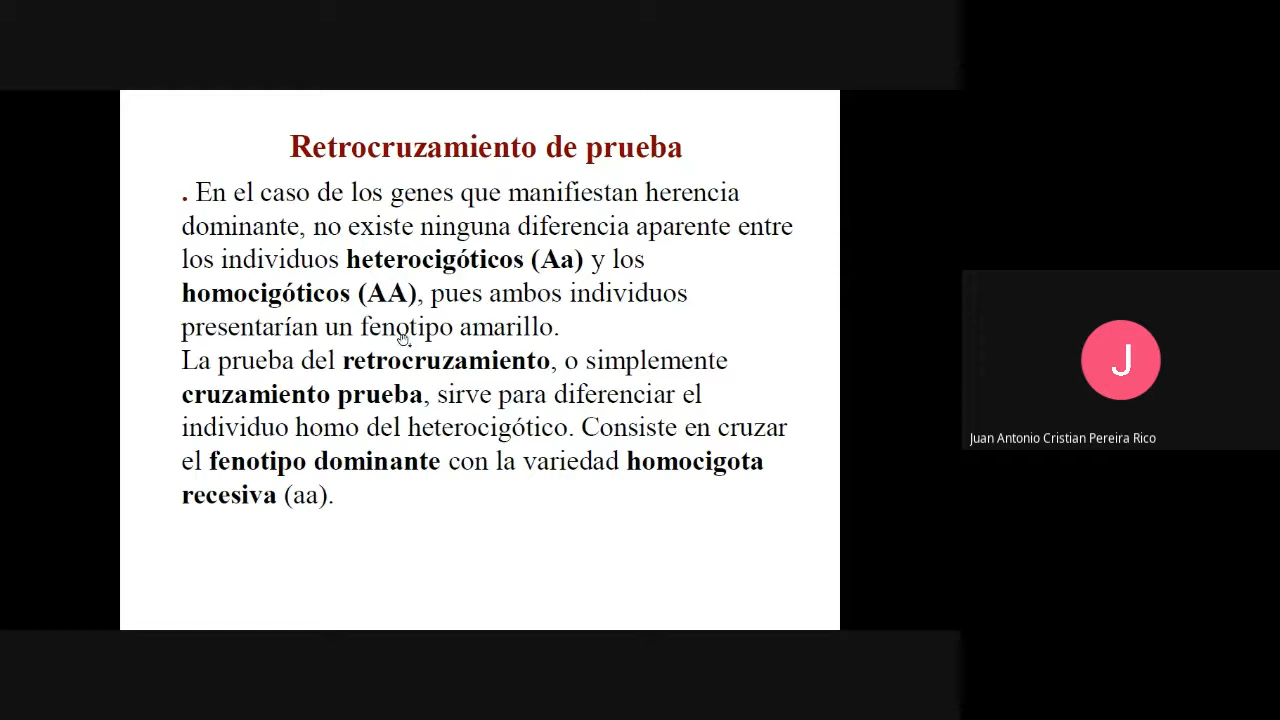 Retrocruzamiento de prueba
. En el caso de los genes que manifiestan herencia
dominante, no existe ninguna diferencia aparente entre
los individuos heterocigóticos (Aa) y los
homocigóticos (AA), pues ambos individuos
presentarían un fenotipo amarillo.
La prueba del retrocruzamiento, o simplemente
cruzamiento prueba, sirve para diferenciar el
individuo homo del heterocigótico. Consiste en cruzar
el fenotipo dominante con la variedad homocigota
recesiva (aa).
J
Juan Antonio Cristian Pereira Rico